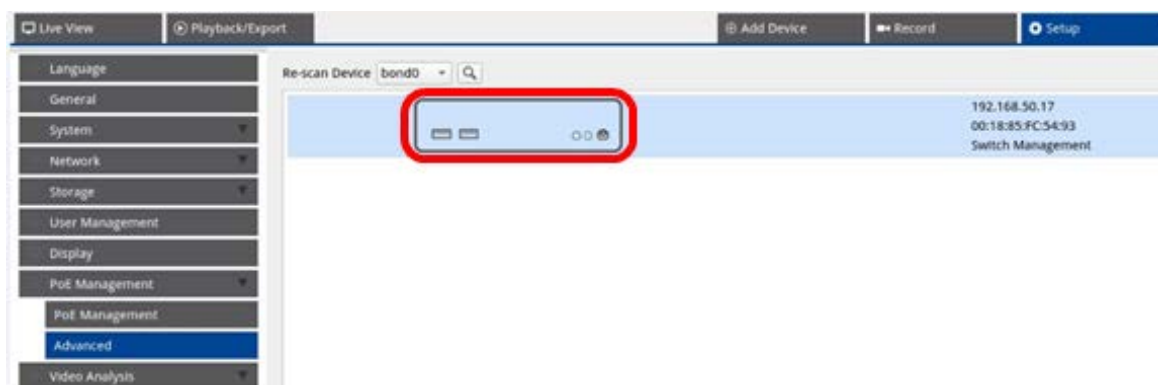 Live View
Playback/Export
Add Device
Record
Setup
Language
General
System
Network
Storage
User Management
Display
PoE Management
PoE Management
Advanced
Video Analysis
Re-scan Device bond0
192.168.50.17
00:18:85:FC:54:93
Switch Management